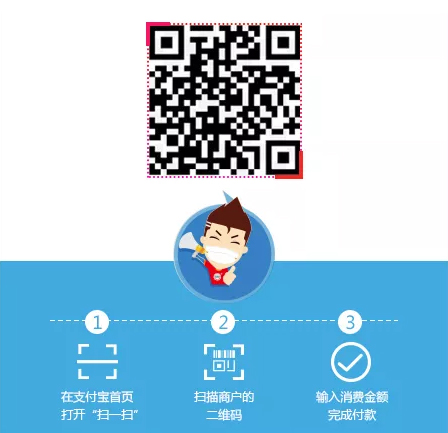 1
2
3
在支付宝首页
打开“扫一扫”
扫描商户的
二维码
输入消费金额
完成付款